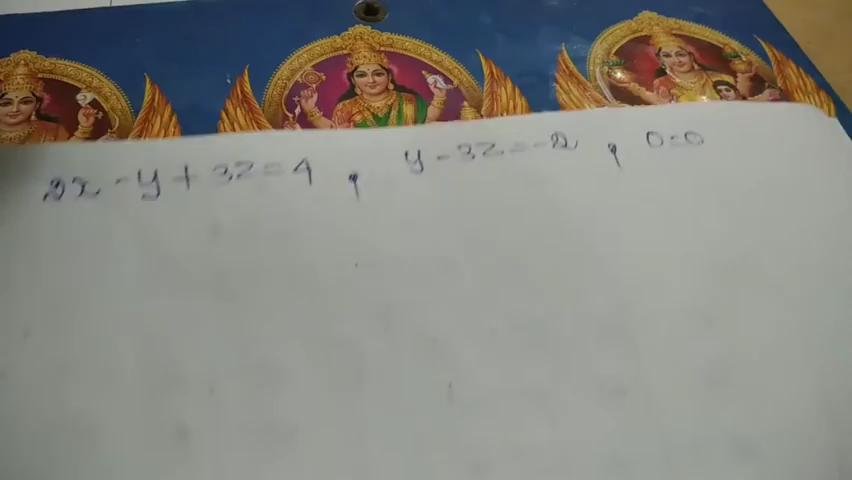 2x - y + 3z = 4 , y - 3z = -2 , 0=0